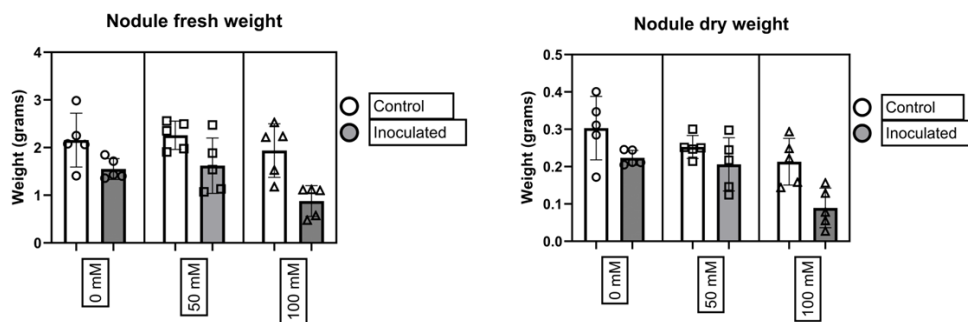 Nodule fresh weight
Weight (grams)
4
3
2
1
0
0 mM
50 mM
100 mM
Control
Inoculated
Nodule dry weight
Weight (grams)
0.5
0.4
0.3
0.2
0.1
0.0
0 mM
50 mM
100 mM
Control
Inoculated